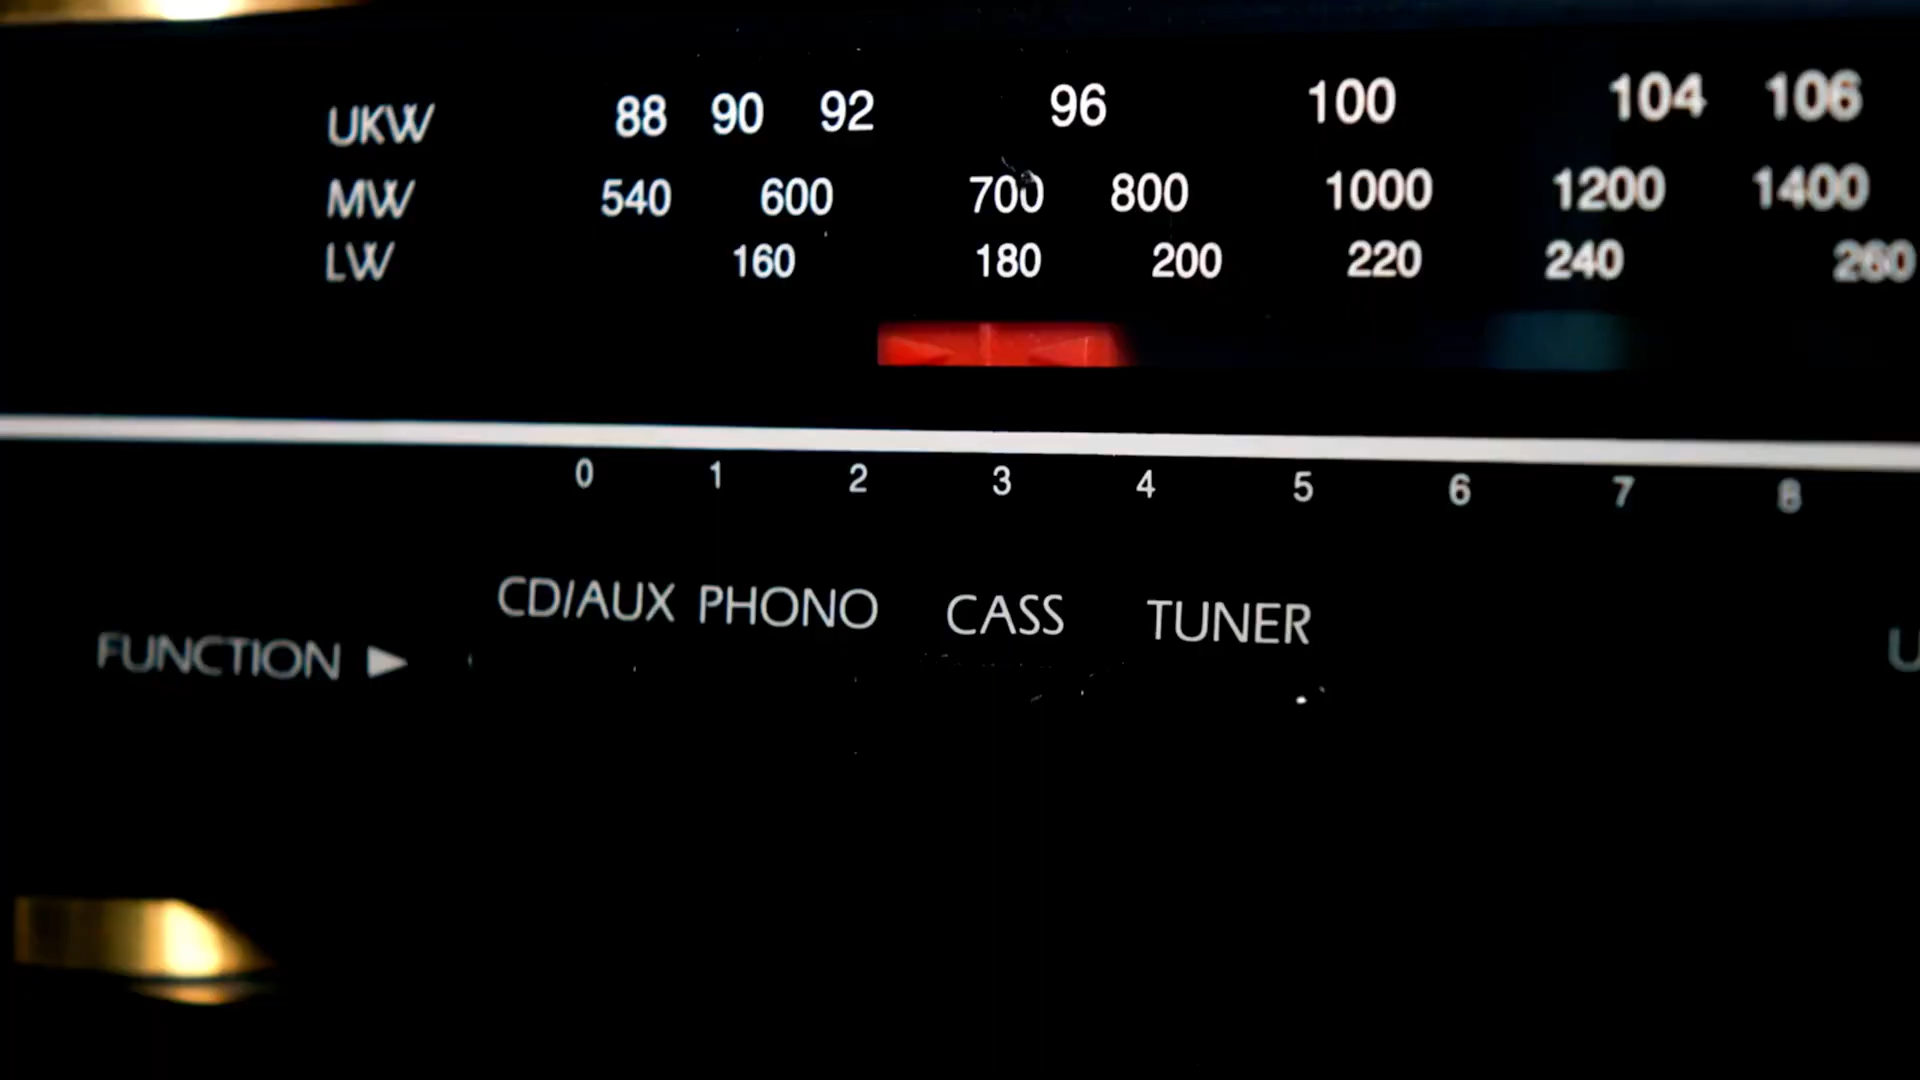 UKW 88 90 92 96 100 104 106
MW 540 600 700 800 1000 1200 1400
LW 160 180 200 220 240 260
0 1 2 3 4 5 6 7 8
CD/AUX PHONO CASS TUNER
FUNCTION ▶